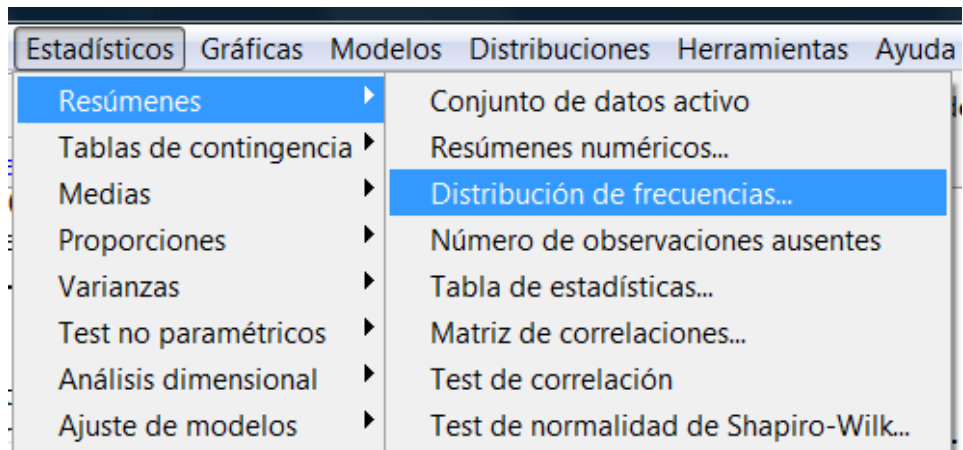 Estadísticos Gráficas Modelos Distribuciones Herramientas Ayuda
Resúmenes
Tablas de contingencia
Medias
Proporciones
Varianzas
Test no paramétricos
Análisis dimensional
Ajuste de modelos
Conjunto de datos activo
Resúmenes numéricos...
Distribución de frecuencias...
Número de observaciones ausentes
Tabla de estadísticas...
Matriz de correlaciones...
Test de correlación
Test de normalidad de Shapiro-Wilk...